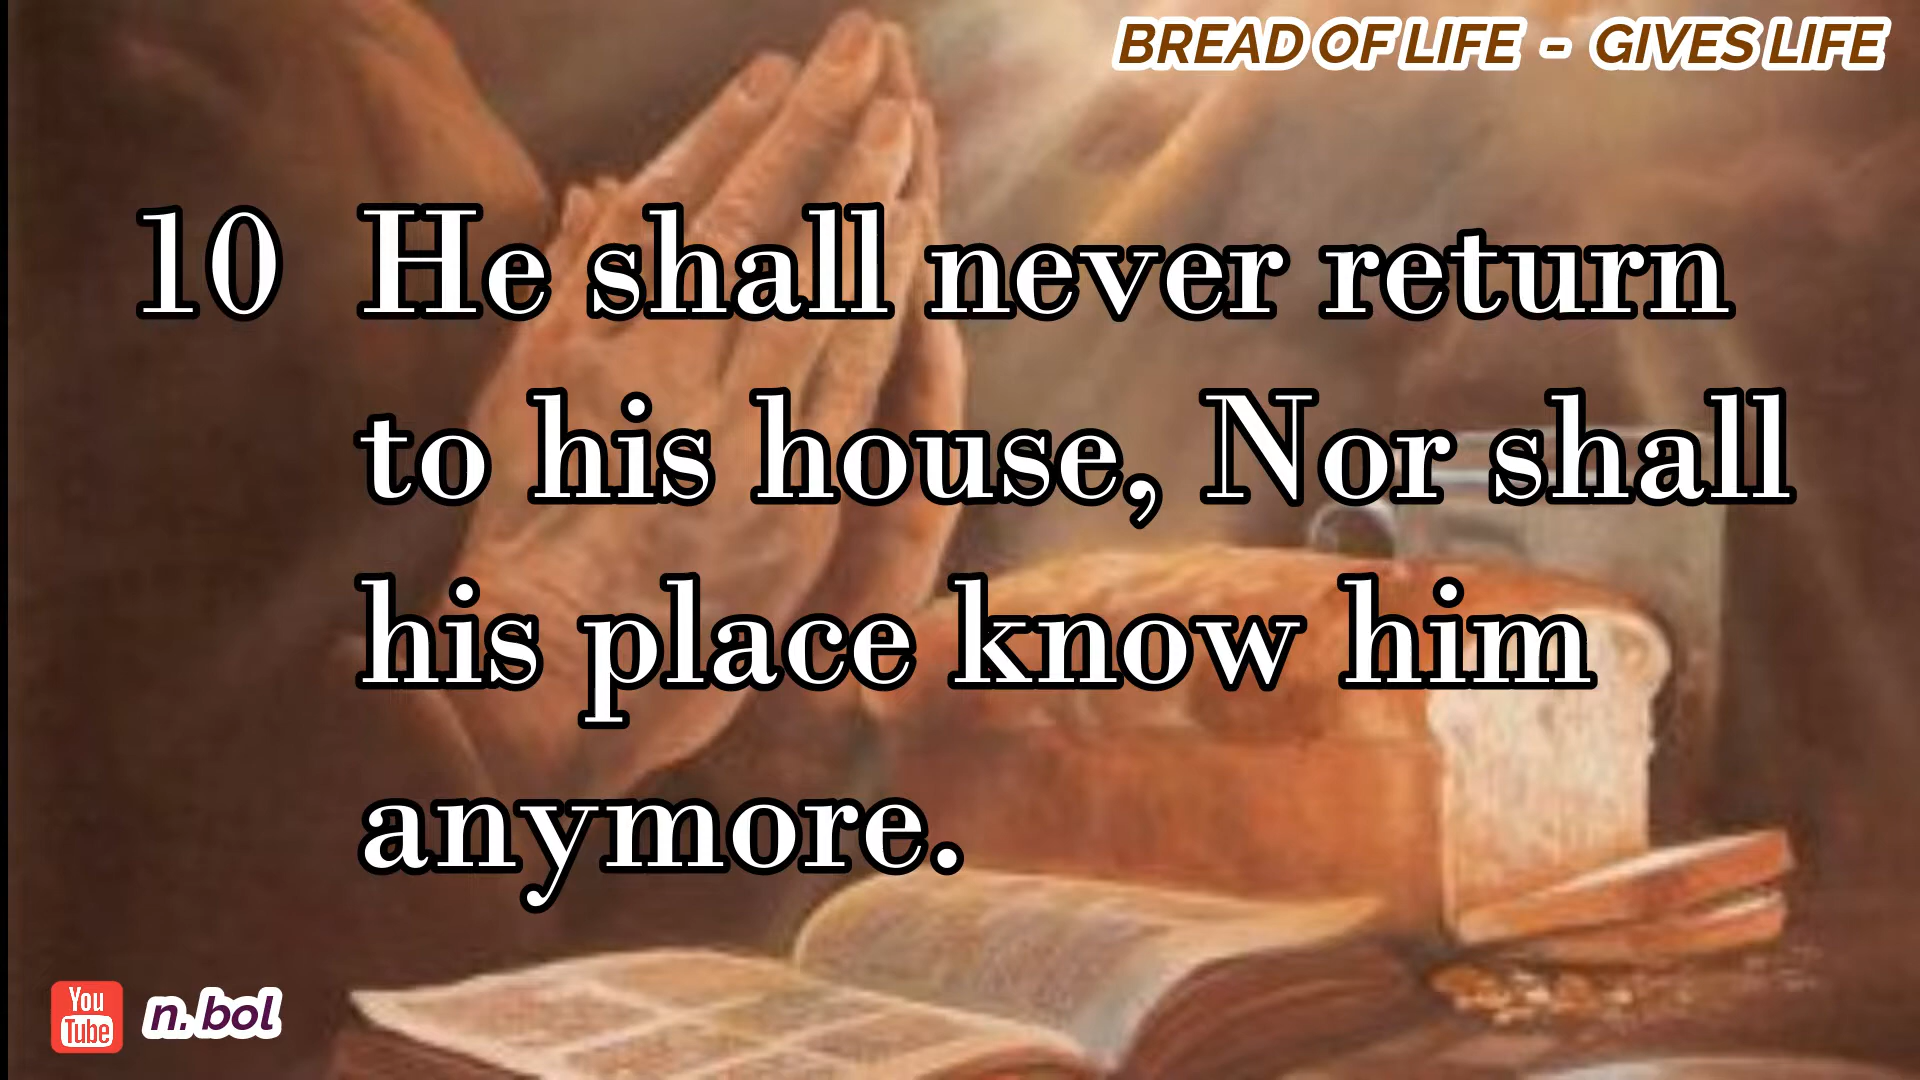 BREAD OF LIFE - GIVES LIFE
10 He shall never return
to his house, Nor shall
his place know him
anymore.
You
Tube
n.bol